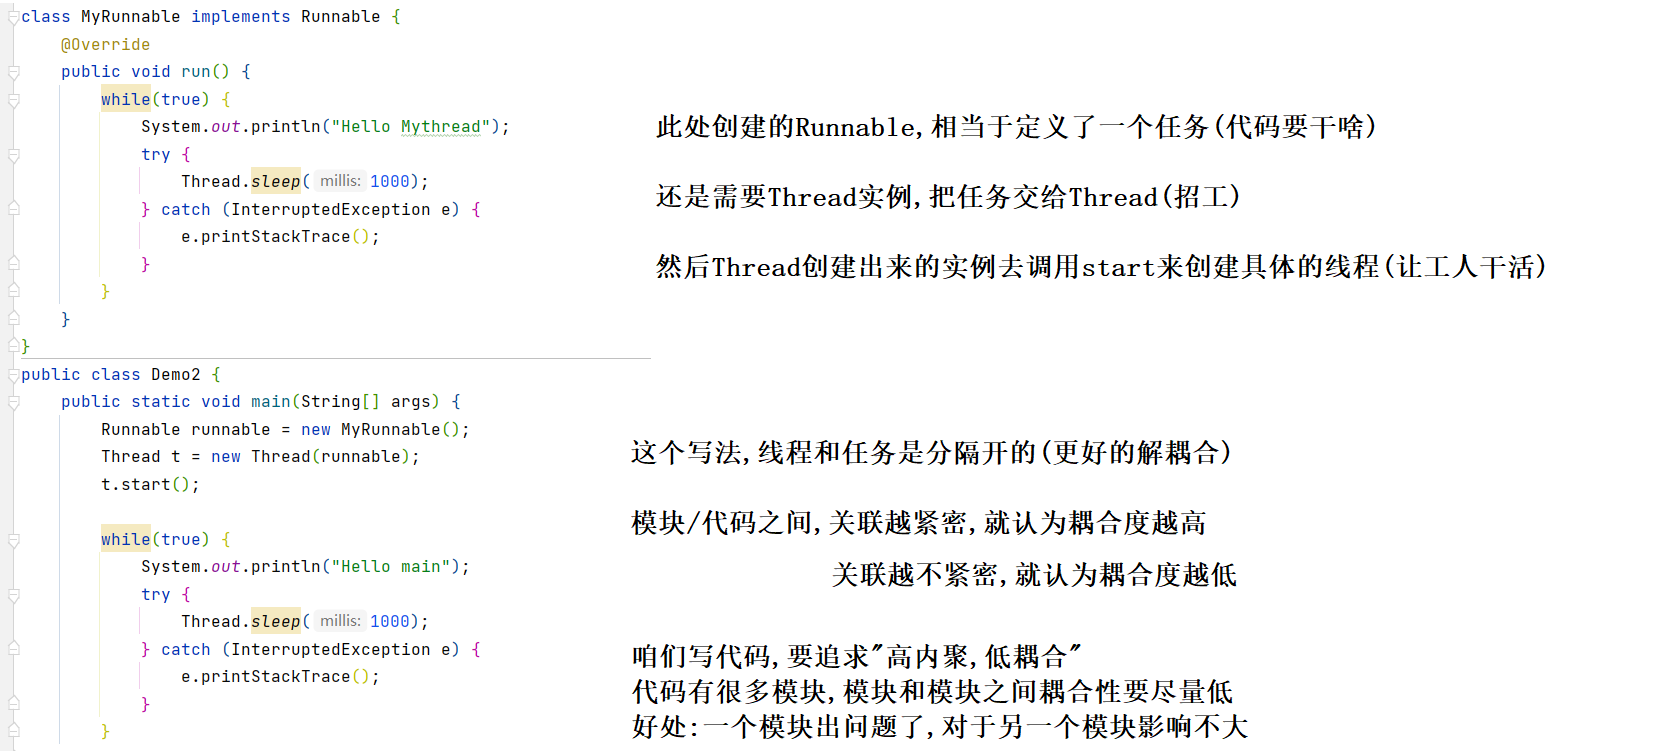 class MyRunnable implements Runnable {
@Override
public void run() {
while(true) {
System.out.println("Hello Mythread");
此处创建的Runnable,相当于定义了一个任务(代码要干啥)
try {
Thread.sleep( millis: 1000);
还是需要Thread实例,把任务交给Thread(招工)
} catch (InterruptedException e) {
e.printStackTrace();
}
然后Thread创建出来的实例去调用start来创建具体的线程(让工人干活)
}
}
}
public class Demo2 {
public static void main(String[] args) {
Runnable runnable = new MyRunnable();
Thread t = new Thread(runnable);
这个写法,线程和任务是分隔开的(更好的解耦合)
t.start();
模块/代码之间,关联越紧密,就认为耦合度越高
while(true) {
System.out.println("Hello main");
关联越不紧密,就认为耦合度越低
try {
Thread.sleep( millis: 1000);
} catch (InterruptedException e) {
咱们写代码,要追求"高内聚,低耦合"
e.printStackTrace();
代码有很多模块,模块和模块之间耦合性要尽量低
}
好处:一个模块出问题了,对于另一个模块影响不大
}